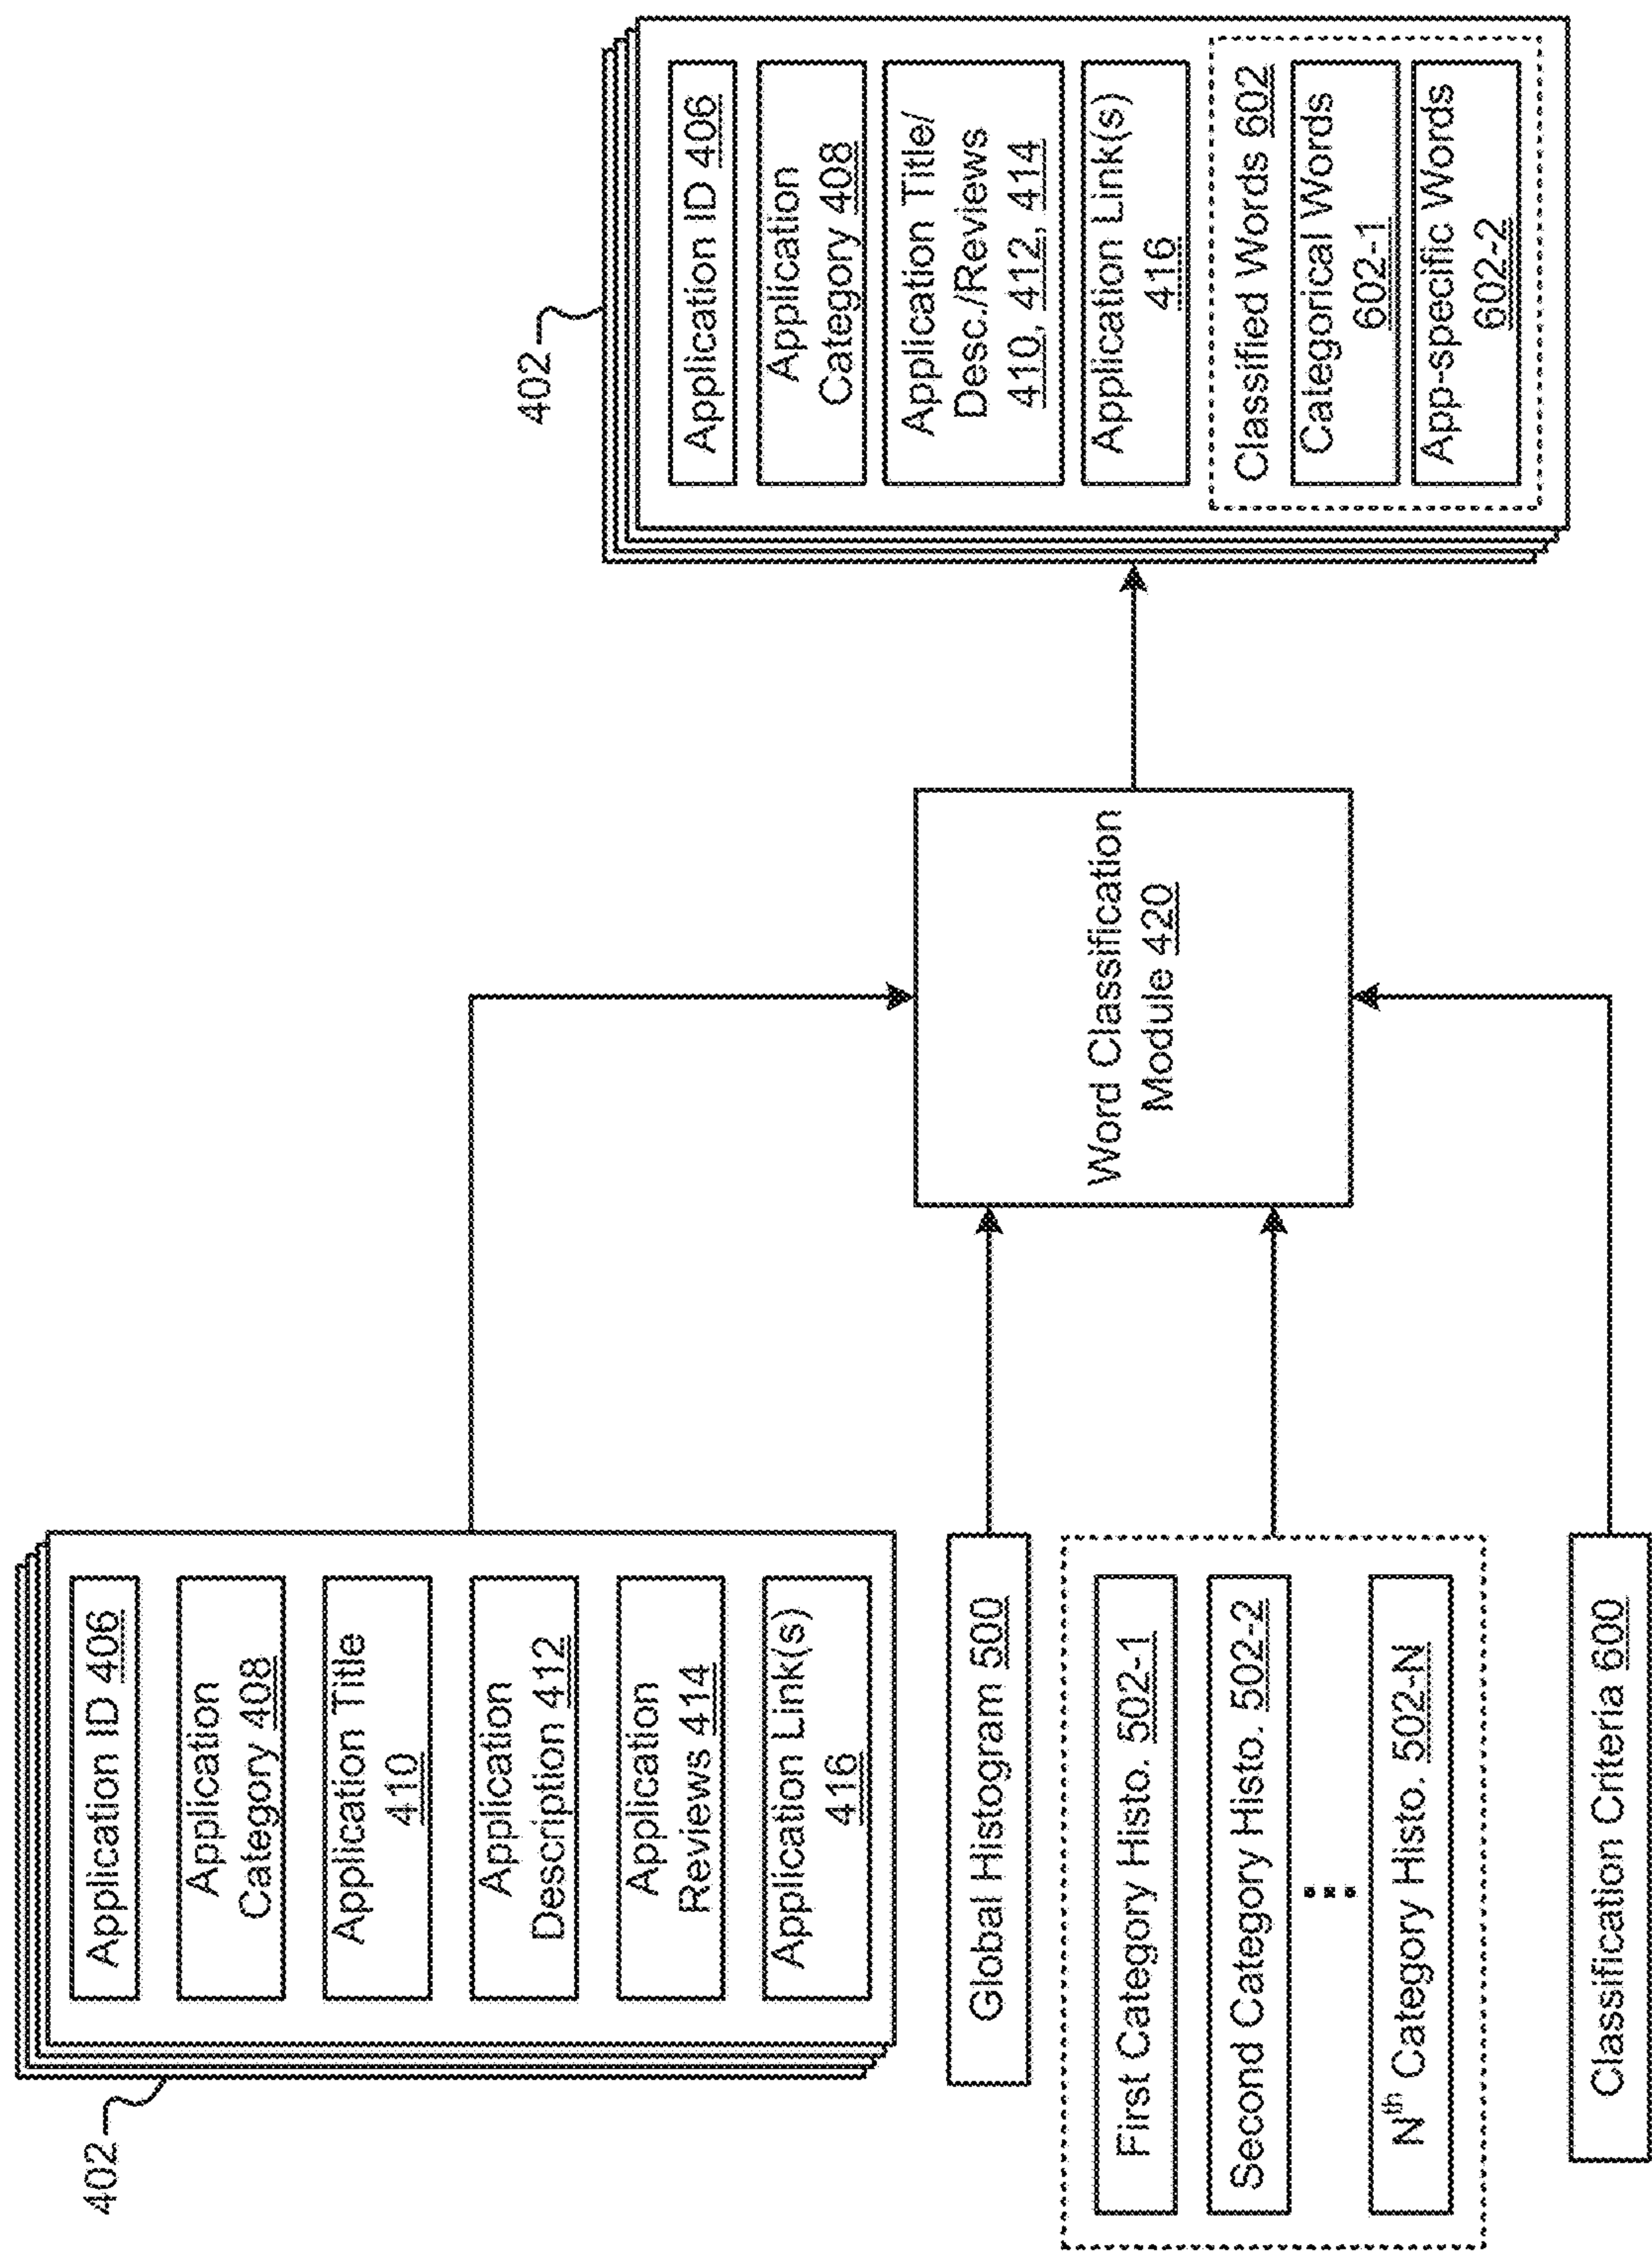 402
Application ID 406
Application
Category 408
Application Title
410
Application
Description 412
Application
Reviews 414
Application Link(s)
416
Global Histogram 500
First Category Histo. 502-1
Second Category Histo. 502-2
Nth Category Histo. 502-N
Classification Criteria 600
Word Classification
Module 420
402
Application ID 406
Application
Category 408
Application Title/
Desc./Reviews
410, 412, 414
Application Link(s)
416
Classified Words 602
Categorical Words
602-1
App-specific Words
602-2